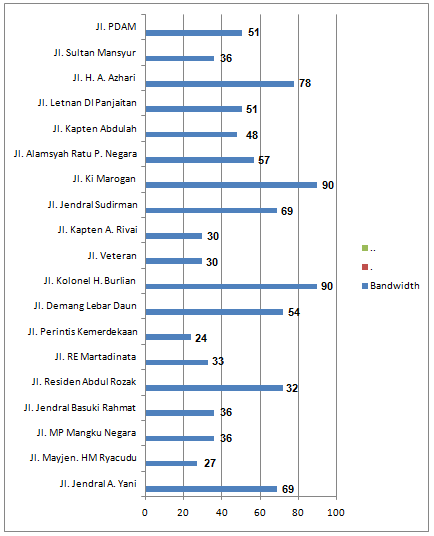 Jl. PDAM 51
Jl. Sultan Mansyur 36
Jl. H. A. Azhari 78
Jl. Letnan DI Panjaitan 51
Jl. Kapten Abdulah 48
Jl. Alamsyah Ratu P. Negara 57
Jl. Ki Marogan 90
Jl. Jendral Sudirman 69
Jl. Kapten A. Rivai 30
Jl. Veteran 30
Jl. Kolonel H. Burlian 90
Jl. Demang Lebar Daun 54
Jl. Perintis Kemerdekaan 24
Jl. RE Martadinata 33
Jl. Residen Abdul Rozak 32
Jl. Jendral Basuki Rahmat 36
Jl. MP Mangku Negara 36
Jl. Mayjen. HM Ryacudu 27
Jl. Jendral A. Yani 69
0 20 40 60 80 100
..
.
Bandwidth